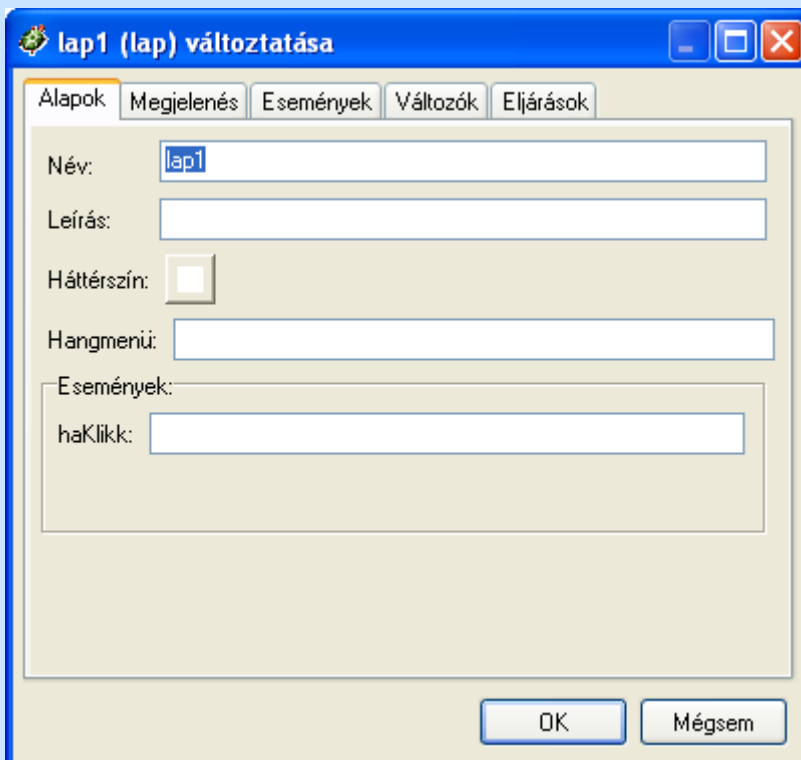 lap1 (lap) változtatása
Alapok Megjelenés Események Változók Eljárások
Név: lap1
Leírás:
Háttérszín:
Hangmenü:
Események:
haKlikk:
OK Mégsem